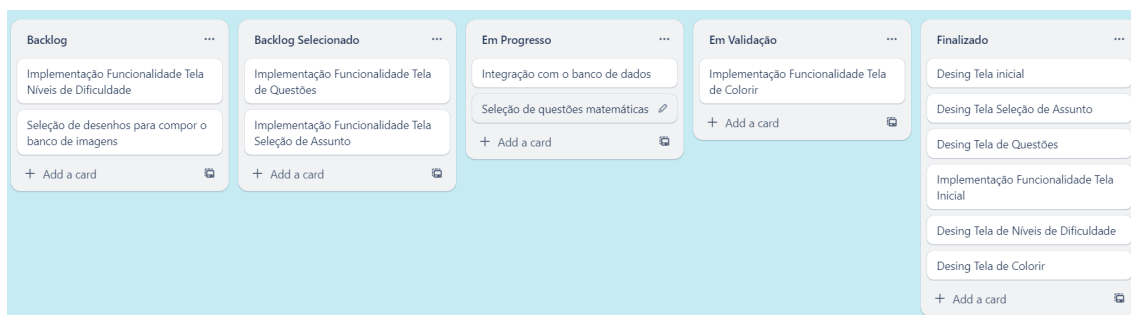 Backlog
Implementação Funcionalidade Tela
Níveis de Dificuldade
Seleção de desenhos para compor o
banco de imagens
+ Add a card
Backlog Selecionado
Implementação Funcionalidade Tela
de Questões
Implementação Funcionalidade Tela
Seleção de Assunto
+ Add a card
Em Progresso
Integração com o banco de dados
Seleção de questões matemáticas
+ Add a card
Em Validação
Implementação Funcionalidade Tela
de Colorir
+ Add a card
Finalizado
Desing Tela inicial
Desing Tela Seleção de Assunto
Desing Tela de Questões
Implementação Funcionalidade Tela
Inicial
Desing Tela de Níveis de Dificuldade
Desing Tela de Colorir
+ Add a card